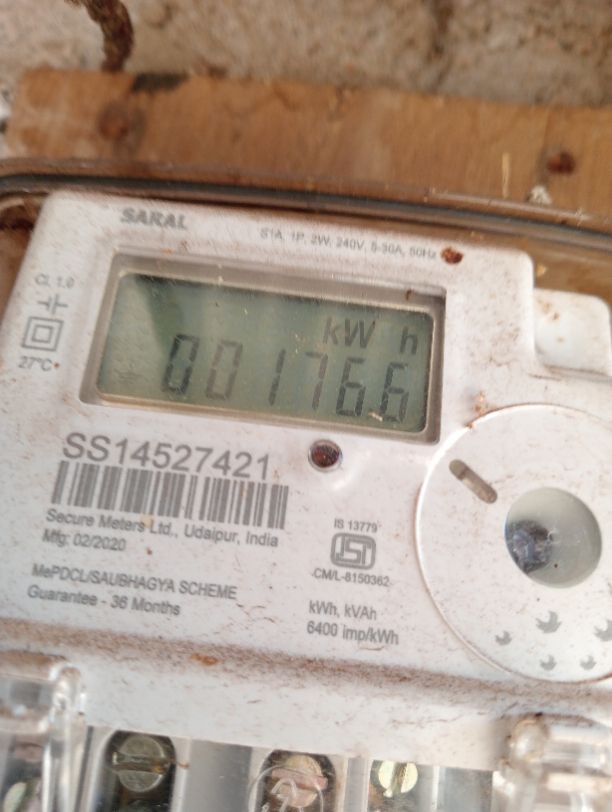 SARAL
S1A, 1P, 2W, 240V, 5-30A, 50Hz
CL 1.0
27°C
kW h
001766
SS14527421
Secure Meters Ltd., Udaipur, India
Mfg: 02/2020
IS 13779
CM/L-8150362
MePDCL/SAUBHAGYA SCHEME
Guarantee - 36 Months
kWh, kVAh
6400 imp/kWh